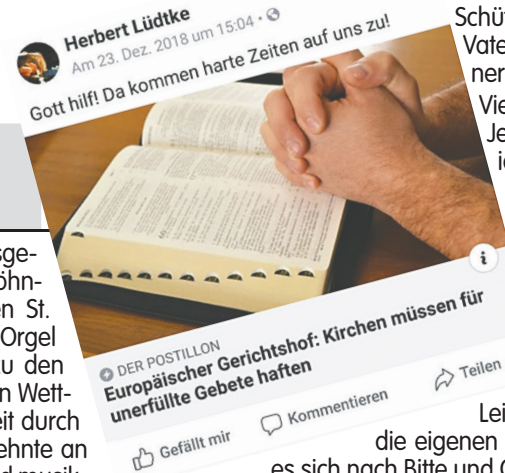 Herbert Lüdtke
Am 23. Dez. 2018 um 15:04 ·
Gott hilf! Da kommen harte Zeiten auf uns zu!
DER POSTILLON
Europäischer Gerichtshof: Kirchen müssen für
unerfüllte Gebete haften
Gefällt mir Kommentieren Teilen
sge-
öhn-
en St.
Orgel
u den
n Wett-
eit durch
ehnte an
d musik-
Schüt
Vate
ner
Vie
Je
Lei
die eigenen
es sich nach Bitte und